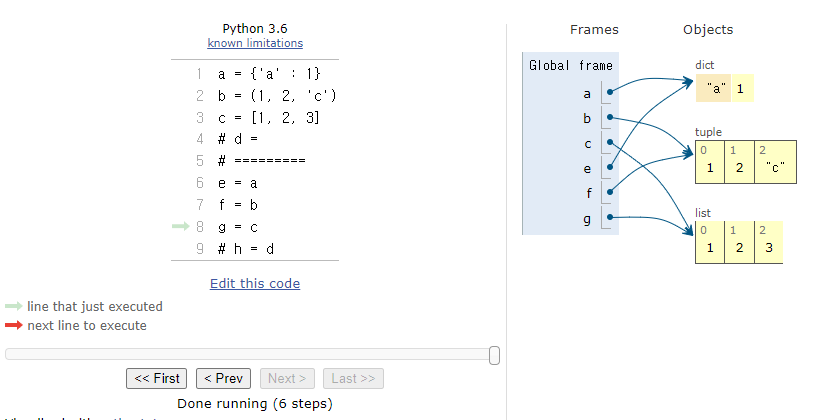 Python 3.6
known limitations
1 a = {'a' : 1}
2 b = (1, 2, 'c')
3 c = [1, 2, 3]
4 # d =
5 # =========
6 e = a
7 f = b
8 g = c
9 # h = d
Edit this code
line that just executed
next line to execute
<< First < Prev Next > Last >>
Done running (6 steps)
Frames Objects
Global frame
a
b
c
e
f
g
dict
"a" 1
tuple
0 1 2
1 2 "c"
list
0 1 2
1 2 3